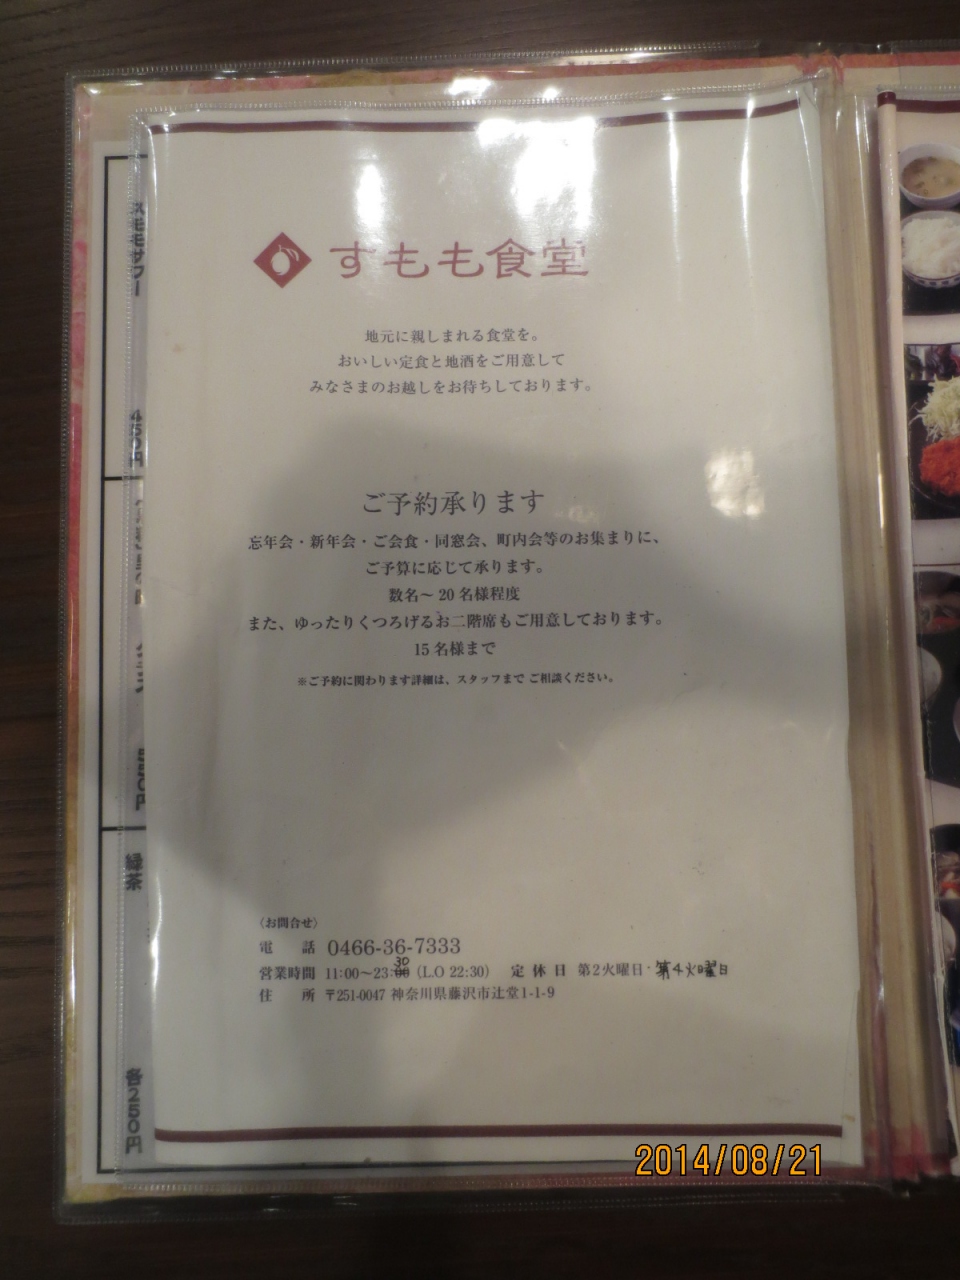 すもも食堂
地元に親しまれる食堂を。
おいしい定食と地酒をご用意して
みなさまのお越しをお待ちしております。
ご予約承ります
忘年会・新年会・ご会食・同窓会、町内会等のお集まりに、
ご予算に応じて承ります。
数名～20名様程度
また、ゆったりくつろげるお二階席もご用意しております。
15名様まで
※ご予約に関わります詳細は、スタッフまで ご相談ください。
〈お問合せ〉
電　話 0466-36-7333
30
営業時間 11:00～23:00 (L.O 22:30) 定休日 第2火曜日・第4火曜日
住　所 〒251-0047 神奈川県藤沢市辻堂1-1-9
スモモサワー
450円
緑茶
各250円
2014/08/21